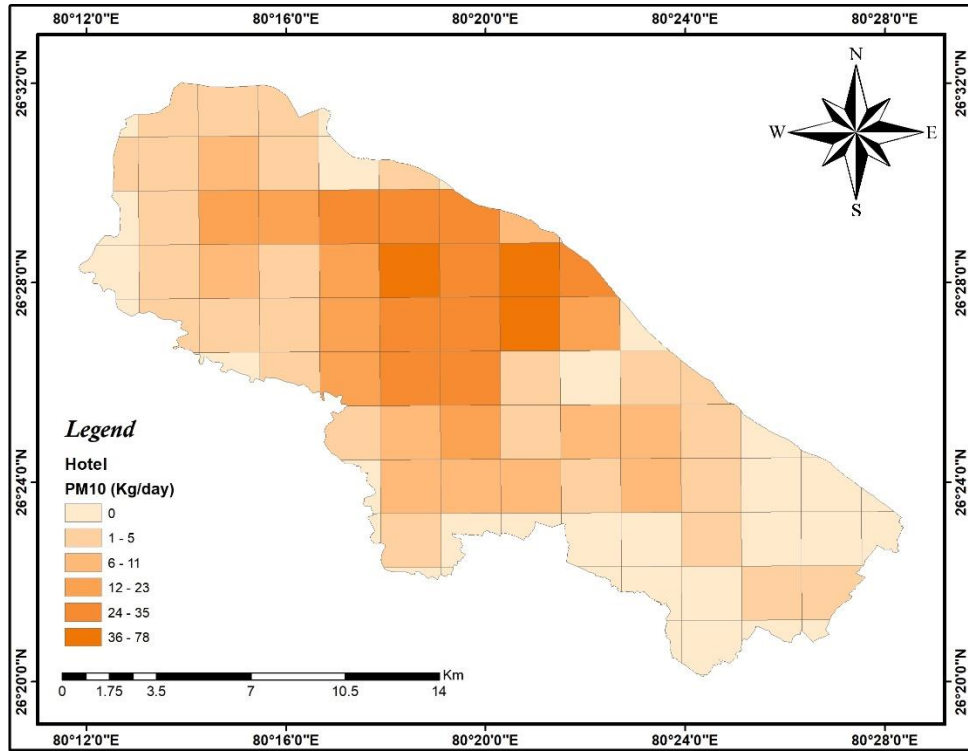 80°12'0"E 80°16'0"E 80°20'0"E 80°24'0"E 80°28'0"E
26°32'0"N 26°32'0"N
N
W E
S
26°28'0"N 26°28'0"N
Legend
Hotel
PM10 (Kg/day)
26°24'0"N 26°24'0"N
0
1 - 5
6 - 11
12 - 23
24 - 35
36 - 78
Km
0 1.75 3.5 7 10.5 14
26°20'0"N 26°20'0"N
80°12'0"E 80°16'0"E 80°20'0"E 80°24'0"E 80°28'0"E